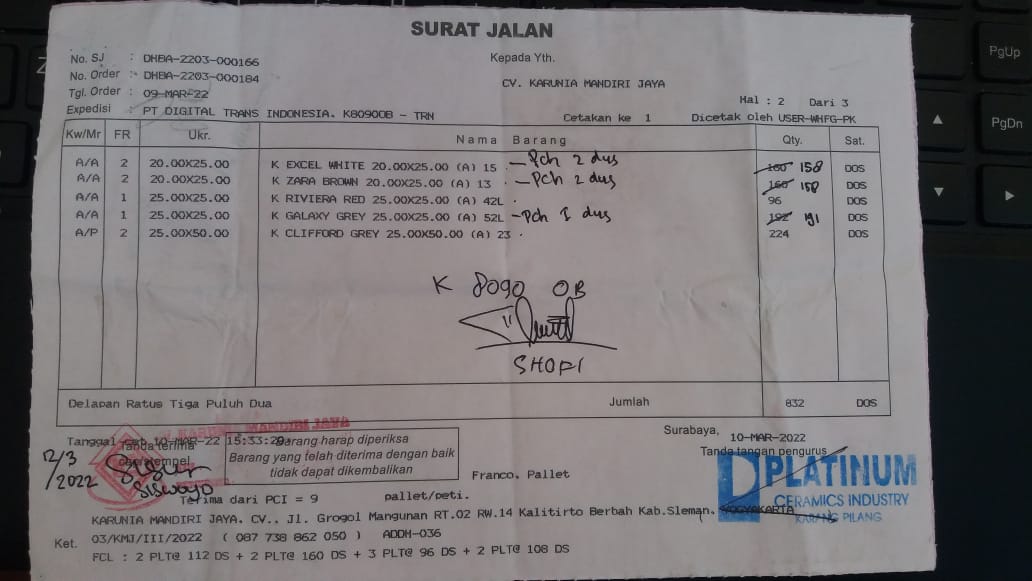 SURAT JALAN
No. SJ : DHBA-2203-000166
No. Order : DHBA-2203-000184
Tgl. Order : 09-MAR-22
Expedisi : PT DIGITAL TRANS INDONESIA. K8090OB - TRN
Kepada Yth.
CV. KARUNIA MANDIRI JAYA
Hal : 2 Dari 3
Cetakan ke 1 Dicetak oleh USER-WHFG-PK
Kw/Mr FR Ukr. Nama Barang Qty. Sat.
A/A 2 20.00X25.00 K EXCEL WHITE 20.00X25.00 (A) 15 - Pch 2 dus 160 158 DOS
A/A 2 20.00X25.00 K ZARA BROWN 20.00X25.00 (A) 13 - Pch 2 dus 160 158 DOS
A/A 1 25.00X25.00 K RIVIERA RED 25.00X25.00 (A) 42L 96 DOS
A/A 1 25.00X25.00 K GALAXY GREY 25.00X25.00 (A) 52L - Pch 1 dus 192 191 DOS
A/P 2 25.00X50.00 K CLIFFORD GREY 25.00X50.00 (A) 23 224 DOS
K 8090 OB
SHOFI
Delapan Ratus Tiga Puluh Dua Jumlah 832 DOS
Tanggal cet 10-MAR-22 15:33:29
Tanda terima
dan stempel
12/3
2022
SISWOYO
Barang harap diperiksa
Barang yang telah diterima dengan baik
tidak dapat dikembalikan
Franco. Pallet
Surabaya, 10-MAR-2022
Tanda tangan pengurus
PLATINUM
CERAMICS INDUSTRY
KARANG PILANG
Terima dari PCI = 9 pallet/peti.
KARUNIA MANDIRI JAYA. CV.. Jl. Grogol Mangunan RT.02 RW.14 Kalitirto Berbah Kab.Sleman. YOGYAKARTA
Ket. 03/KMJ/III/2022 ( 087 738 862 050 ) ADDM-036
FCL : 2 PLT@ 112 DS + 2 PLT@ 160 DS + 3 PLT@ 96 DS + 2 PLT@ 108 DS
PgUp
PgDn